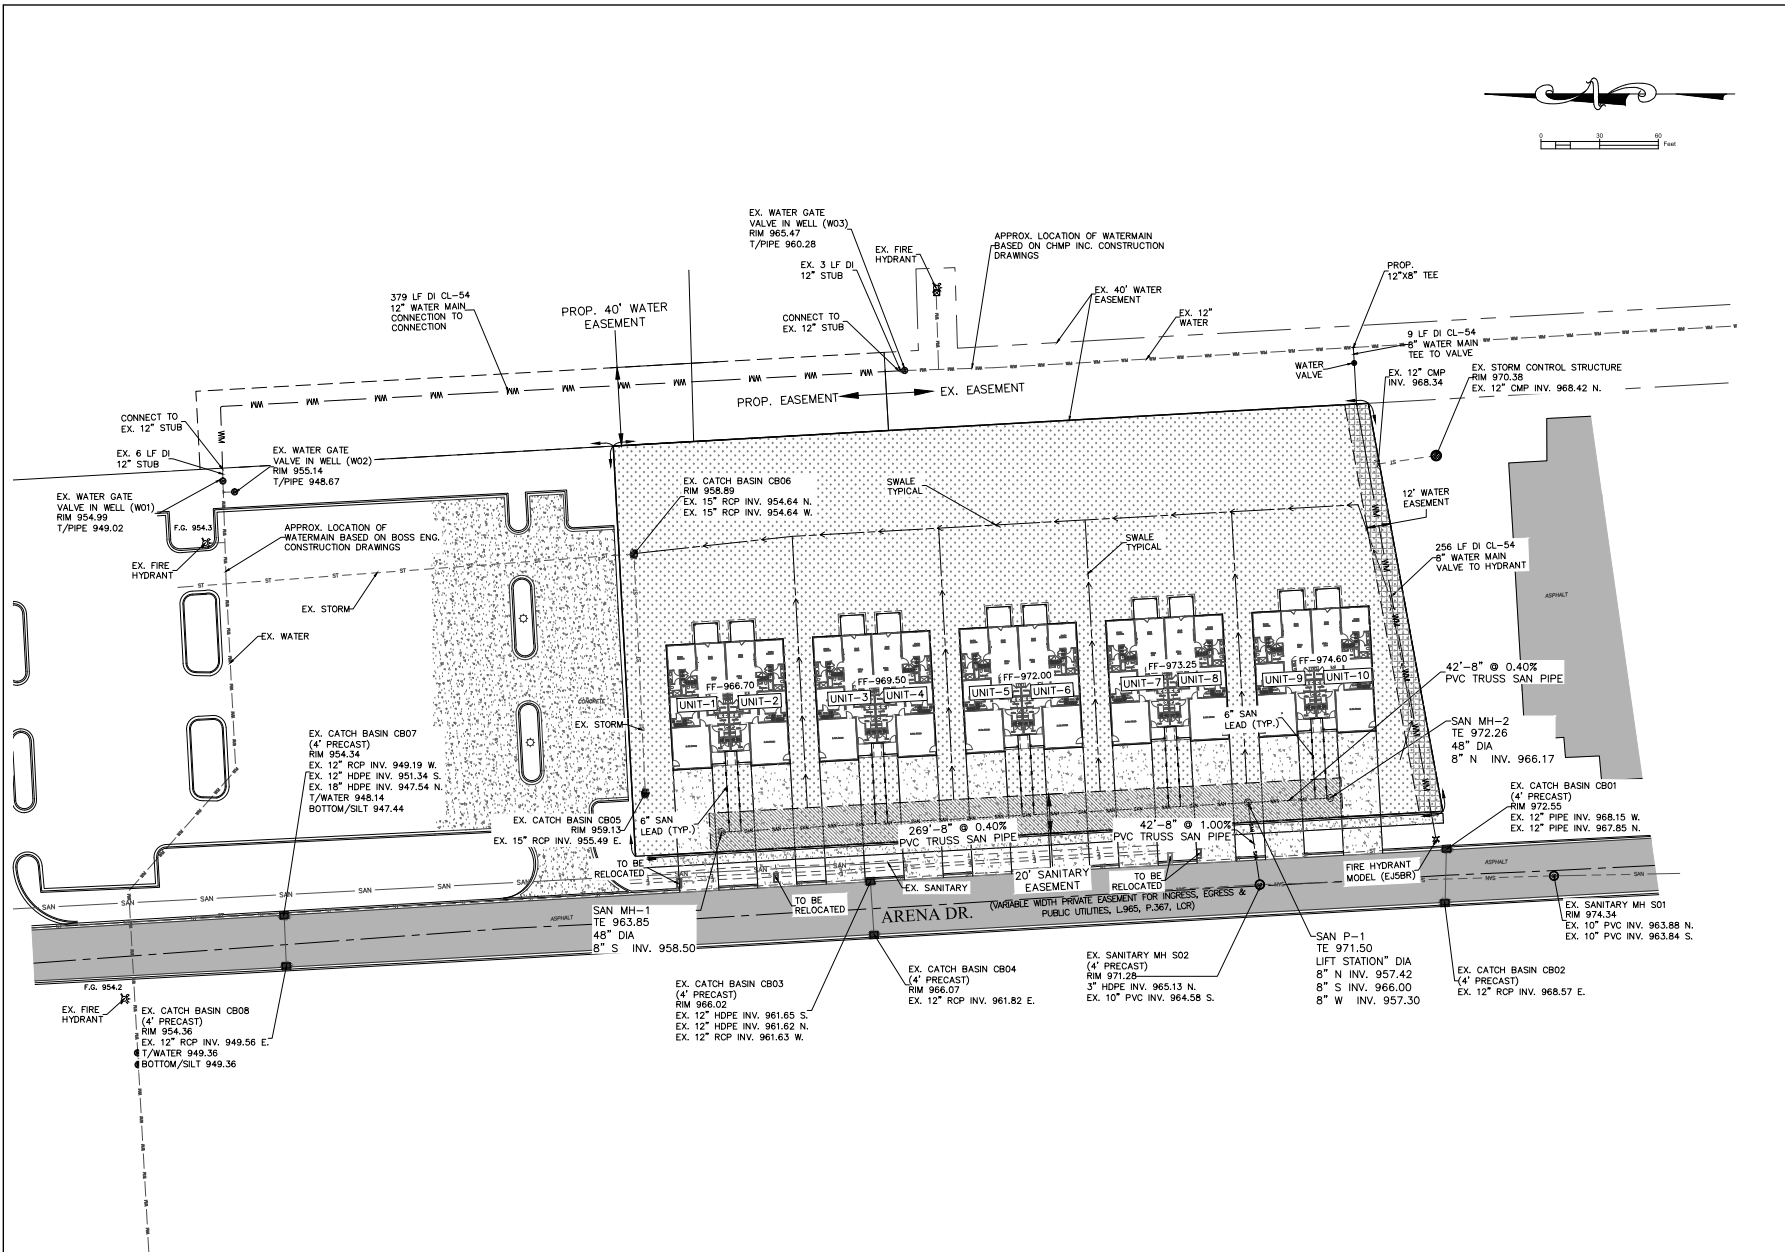 0 30 60
Feet
EX. WATER GATE
VALVE IN WELL (W03)
RIM 965.47
T/PIPE 960.28
EX. FIRE
HYDRANT
APPROX. LOCATION OF WATERMAIN
BASED ON CHMP INC. CONSTRUCTION
DRAWINGS
EX. 3 LF DI
12" STUB
PROP.
12"X8" TEE
379 LF DI CL-54
12" WATER MAIN
CONNECTION TO
CONNECTION
PROP. 40' WATER
EASEMENT
CONNECT TO
EX. 12" STUB
EX. 40' WATER
EASEMENT
EX. 12"
WATER
9 LF DI CL-54
8" WATER MAIN
TEE TO VALVE
WATER
VALVE
EX. 12" CMP
INV. 968.34
EX. STORM CONTROL STRUCTURE
RIM 970.38
EX. 12" CMP INV. 968.42 N.
PROP. EASEMENT
EX. EASEMENT
CONNECT TO
EX. 12" STUB
EX. 6 LF DI
12" STUB
EX. WATER GATE
VALVE IN WELL (W02)
RIM 955.14
T/PIPE 948.67
EX. WATER GATE
VALVE IN WELL (W01)
RIM 954.99
T/PIPE 949.02
F.G. 954.3
APPROX. LOCATION OF
WATERMAIN BASED ON BOSS ENG.
CONSTRUCTION DRAWINGS
EX. FIRE
HYDRANT
EX. STORM
EX. WATER
EX. CATCH BASIN CB06
RIM 958.89
EX. 15" RCP INV. 954.64 N.
EX. 15" RCP INV. 954.64 W.
SWALE
TYPICAL
SWALE
TYPICAL
12' WATER
EASEMENT
256 LF DI CL-54
8" WATER MAIN
VALVE TO HYDRANT
ASPHALT
CONCRETE
FF-966.70
UNIT-1
UNIT-2
FF-969.50
UNIT-3
UNIT-4
FF-972.00
UNIT-5
UNIT-6
FF-973.25
UNIT-7
UNIT-8
FF-974.60
UNIT-9
UNIT-10
42'-8" @ 0.40%
PVC TRUSS SAN PIPE
6" SAN
LEAD (TYP.)
SAN MH-2
TE 972.26
48" DIA
8" N INV. 966.17
EX. STORM
EX. CATCH BASIN CB07
(4' PRECAST)
RIM 954.34
EX. 12" RCP INV. 949.19 W.
EX. 12" HDPE INV. 951.34 S.
EX. 18" HDPE INV. 947.54 N.
T/WATER 948.14
BOTTOM/SILT 947.44
EX. CATCH BASIN CB05
RIM 959.13
EX. 15" RCP INV. 955.49 E.
6" SAN
LEAD (TYP.)
269'-8" @ 0.40%
PVC TRUSS SAN PIPE
42'-8" @ 1.00%
PVC TRUSS SAN PIPE
EX. CATCH BASIN CB01
(4' PRECAST)
RIM 972.55
EX. 12" PIPE INV. 968.15 W.
EX. 12" PIPE INV. 967.85 N.
TO BE
RELOCATED
TO BE
RELOCATED
EX. SANITARY
20' SANITARY
EASEMENT
TO BE
RELOCATED
FIRE HYDRANT
MODEL (EJ5BR)
ASPHALT
ASPHALT
ARENA DR.
(VARIABLE WIDTH PRIVATE EASEMENT FOR INGRESS, EGRESS &
PUBLIC UTILITIES, L.965, P.367, LCR)
SAN MH-1
TE 963.85
48" DIA
8" S INV. 958.50
EX. SANITARY MH S01
RIM 974.34
EX. 10" PVC INV. 963.88 N.
EX. 10" PVC INV. 963.84 S.
SAN P-1
TE 971.50
LIFT STATION" DIA
8" N INV. 957.42
8" S INV. 966.00
8" W INV. 957.30
EX. SANITARY MH S02
(4' PRECAST)
RIM 971.28
3" HDPE INV. 965.13 N.
EX. 10" PVC INV. 964.58 S.
EX. CATCH BASIN CB02
(4' PRECAST)
EX. 12" RCP INV. 968.57 E.
EX. CATCH BASIN CB04
(4' PRECAST)
RIM 966.07
EX. 12" RCP INV. 961.82 E.
EX. CATCH BASIN CB03
(4' PRECAST)
RIM 966.02
EX. 12" HDPE INV. 961.65 S.
EX. 12" HDPE INV. 961.62 N.
EX. 12" RCP INV. 961.63 W.
F.G. 954.2
EX. FIRE
HYDRANT
EX. CATCH BASIN CB08
(4' PRECAST)
RIM 954.36
EX. 12" RCP INV. 949.56 E.
T/WATER 949.36
BOTTOM/SILT 949.36